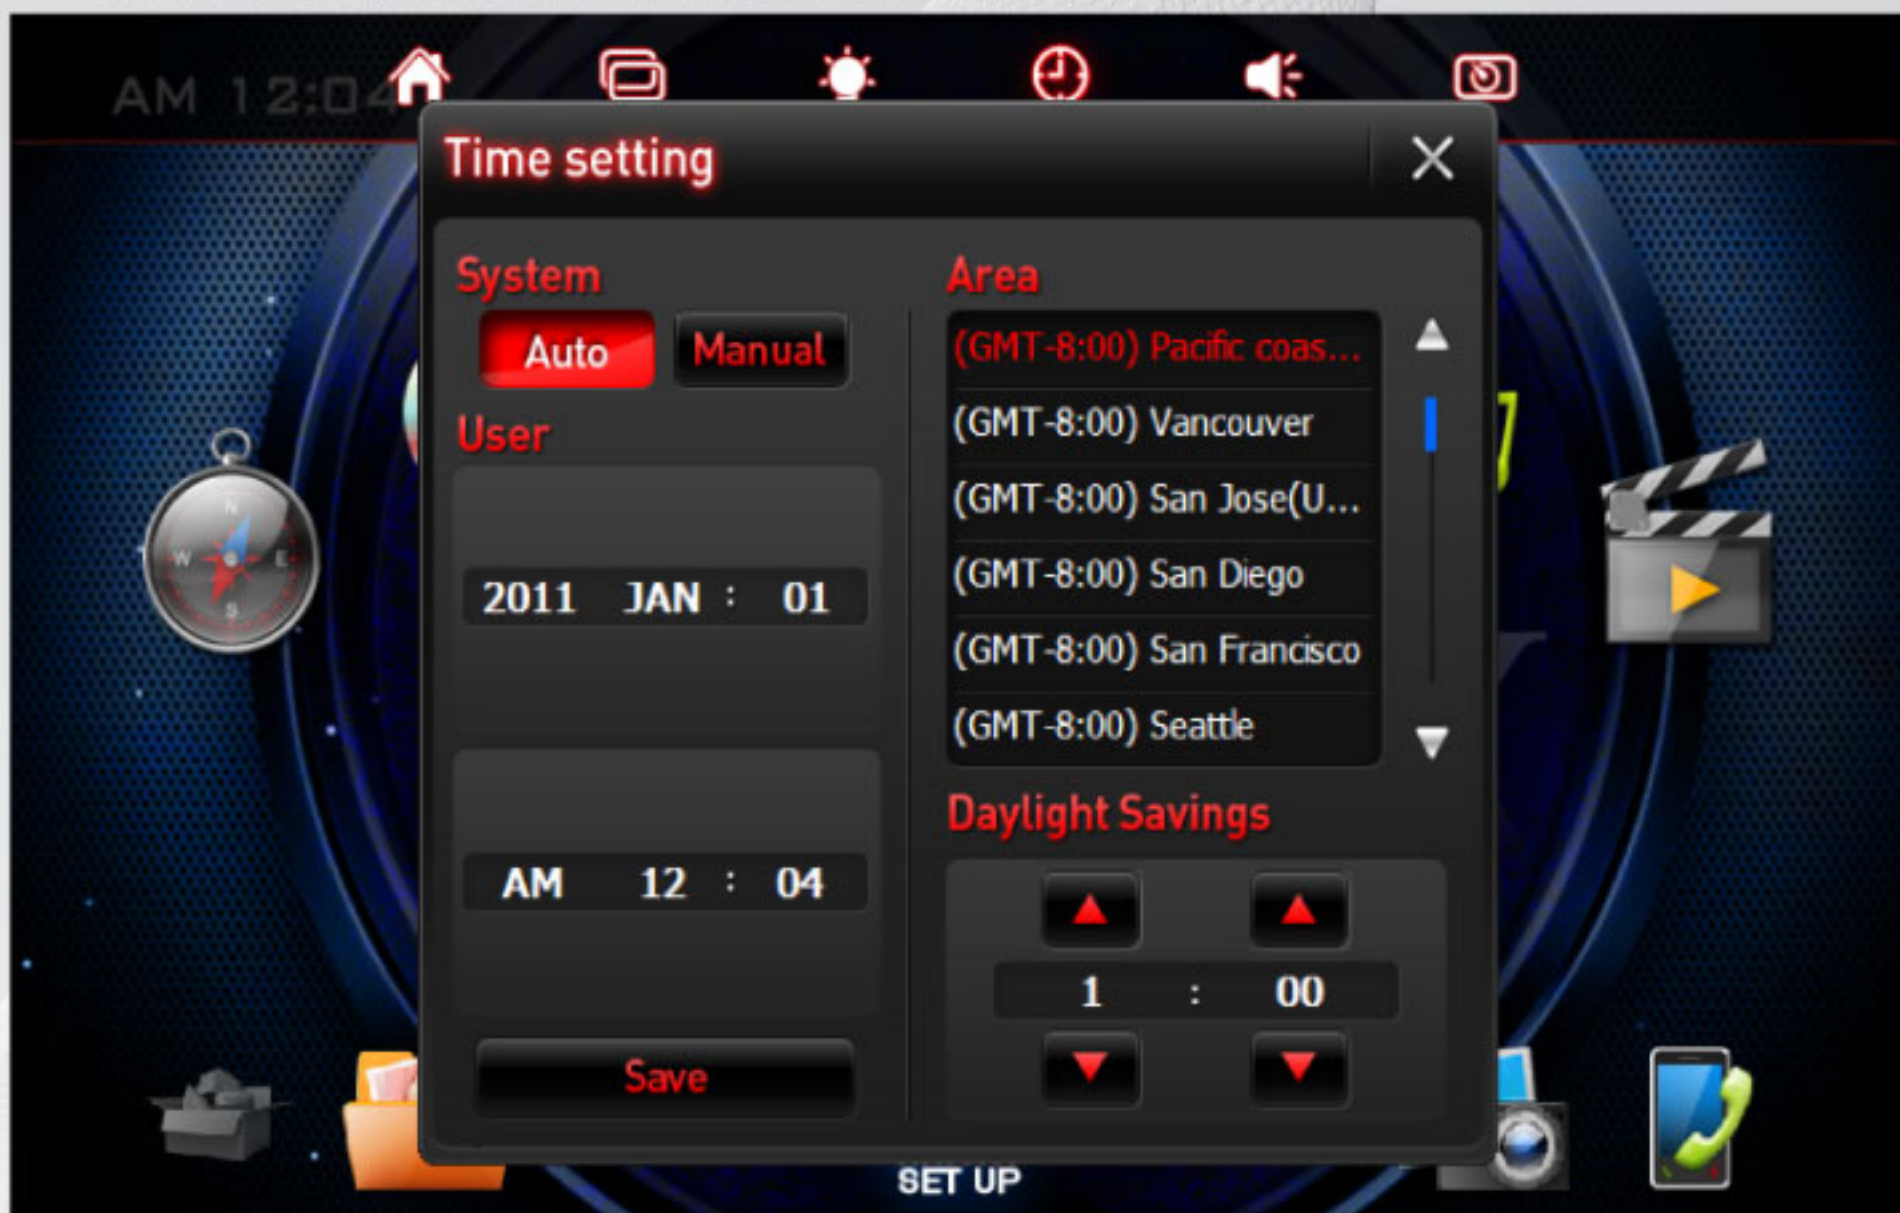 AM 12:04
Time setting
System
Auto Manual
User
2011 JAN : 01
AM 12 : 04
Save
Area
(GMT-8:00) Pacific coas...
(GMT-8:00) Vancouver
(GMT-8:00) San Jose(U...
(GMT-8:00) San Diego
(GMT-8:00) San Francisco
(GMT-8:00) Seattle
Daylight Savings
1 : 00
N
W E
S
SET UP